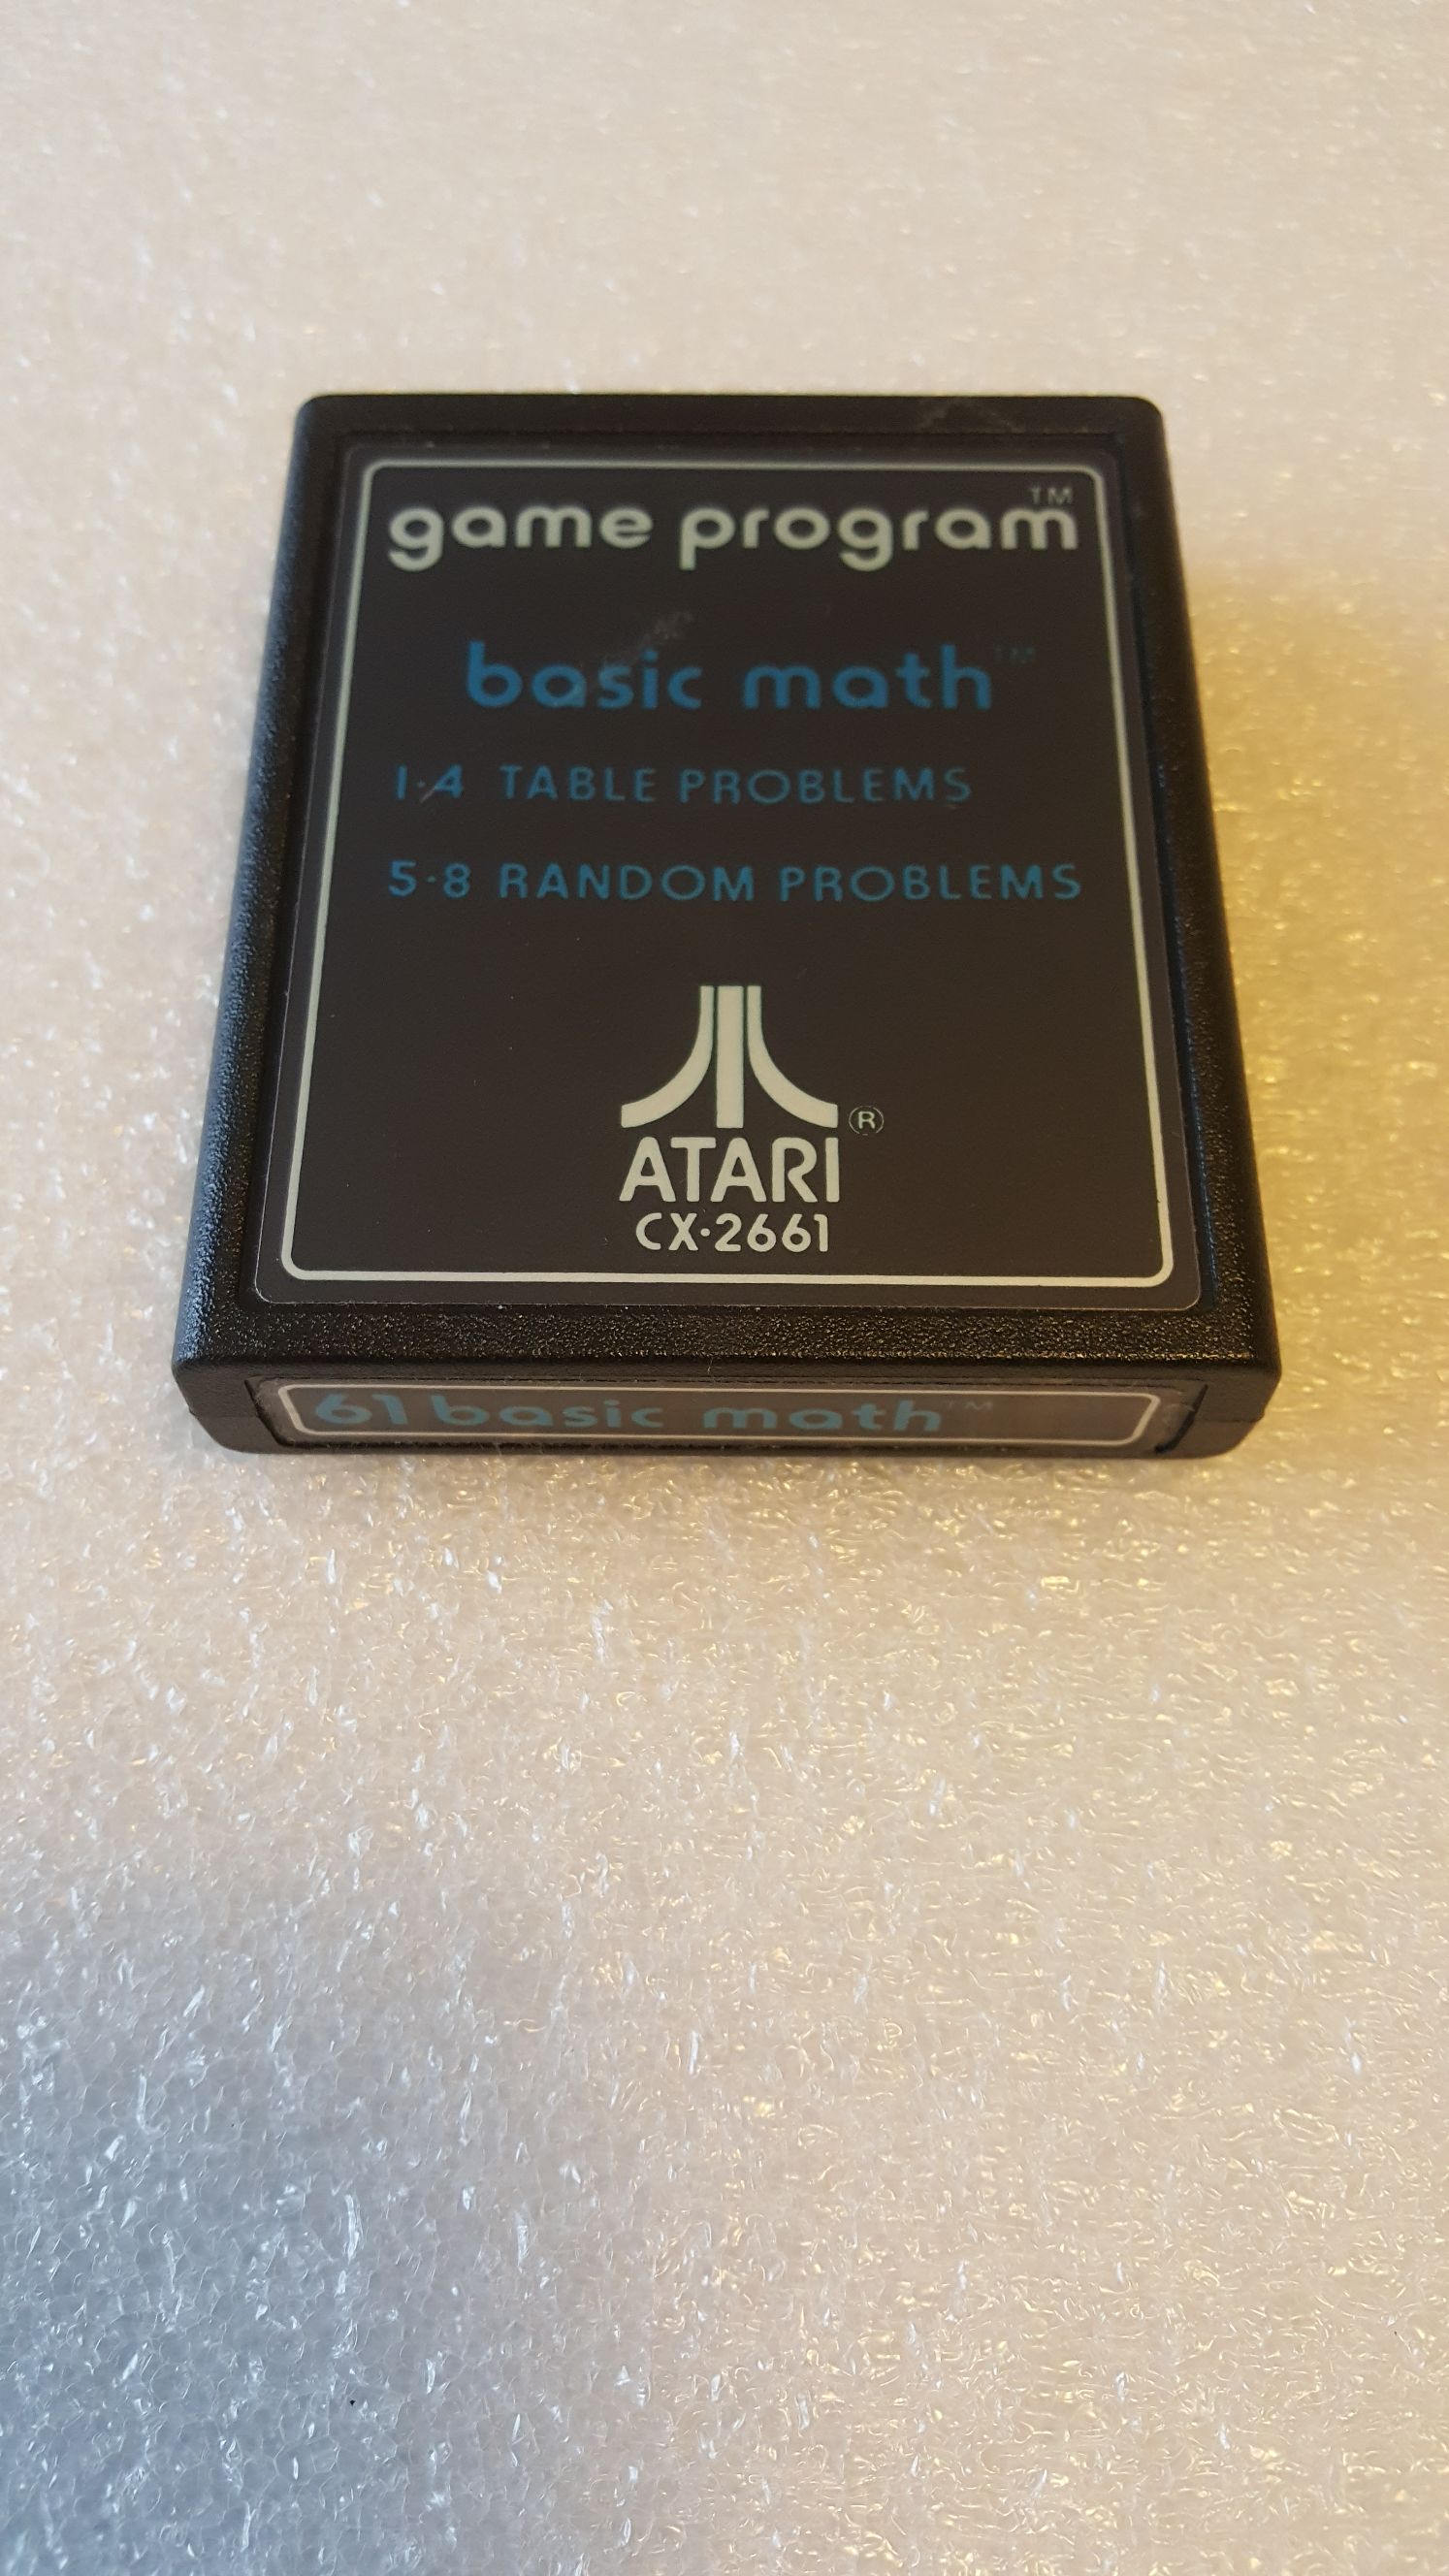 game program™
basic math™
1-4 TABLE PROBLEMS
5-8 RANDOM PROBLEMS
®
ATARI
CX-2661
61 basic math™